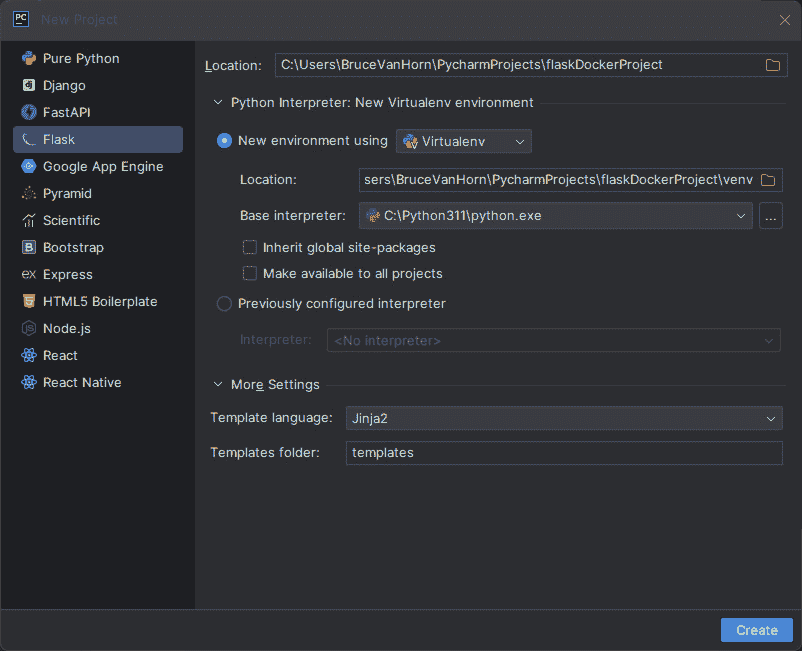 PC New Project
Pure Python
Django
FastAPI
Flask
Google App Engine
Pyramid
Scientific
B Bootstrap
ex Express
HTML5 Boilerplate
JS Node.js
React
React Native
Location: C:\Users\BruceVanHorn\PycharmProjects\flaskDockerProject
Python Interpreter: New Virtualenv environment
New environment using Virtualenv
Location: sers\BruceVanHorn\PycharmProjects\flaskDockerProject\venv
Base interpreter: C:\Python311\python.exe ...
Inherit global site-packages
Make available to all projects
Previously configured interpreter
Interpreter: <No interpreter>
More Settings
Template language: Jinja2
Templates folder: templates
Create